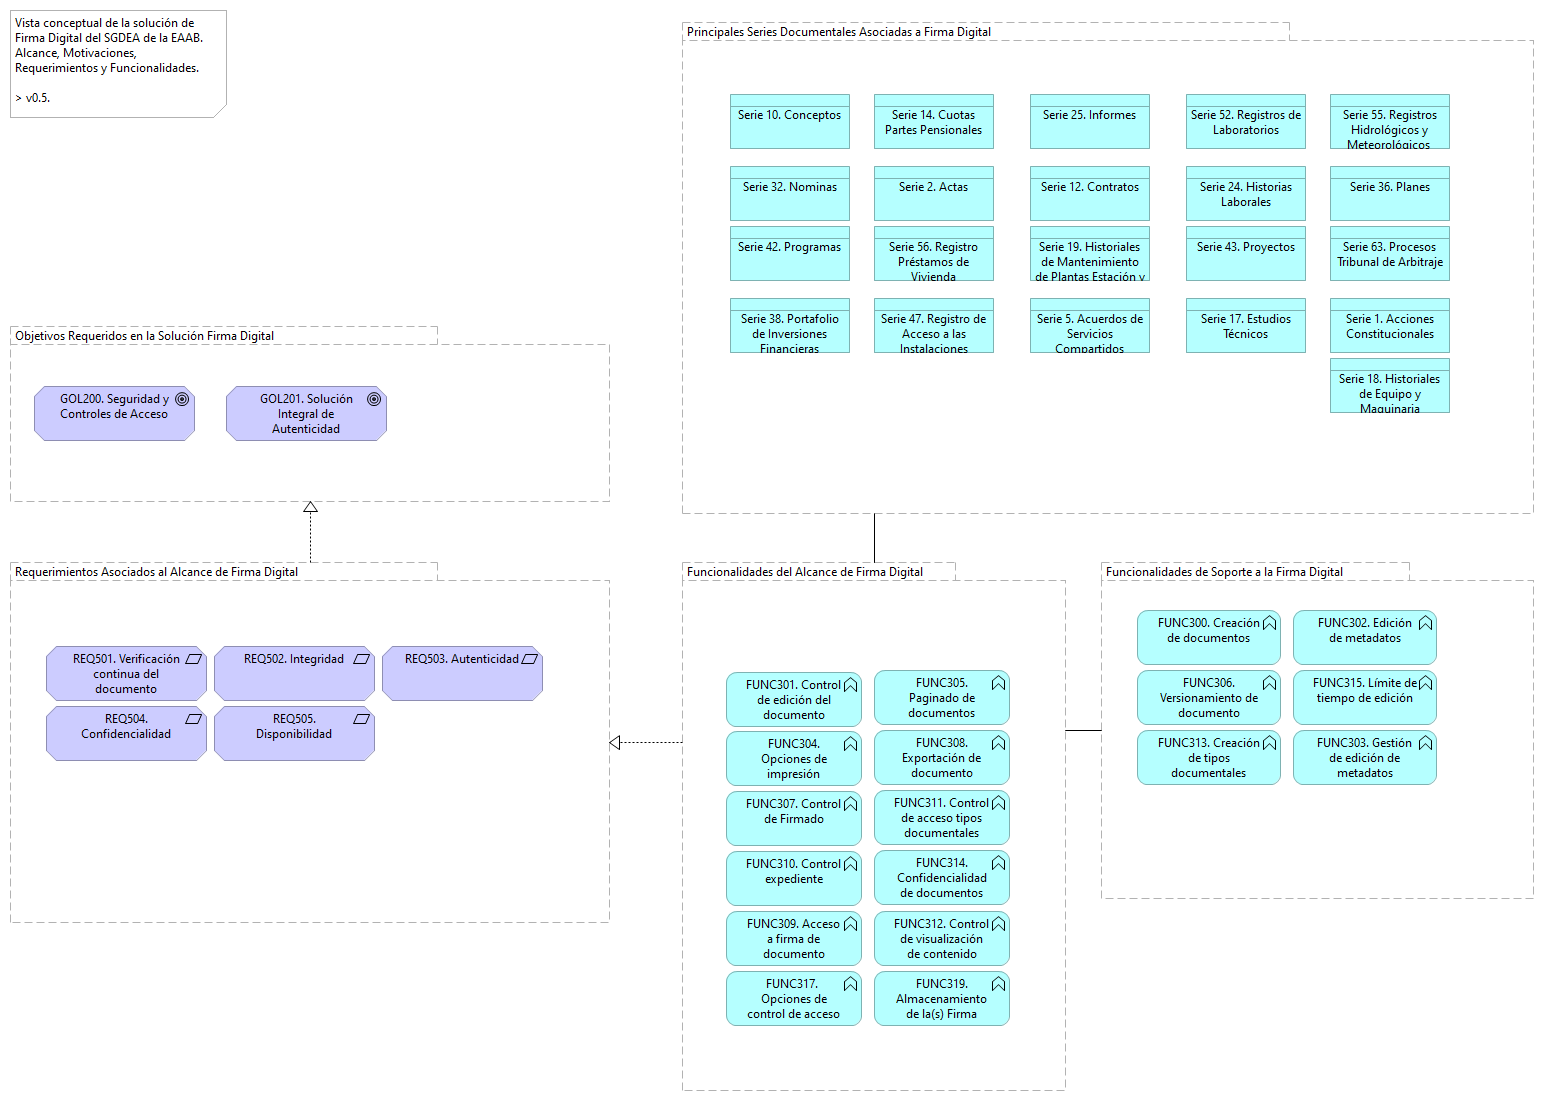 Vista conceptual de la solución de
Firma Digital del SGDEA de la EAAB.
Alcance, Motivaciones,
Requerimientos y Funcionalidades.
> v0.5.
Principales Series Documentales Asociadas a Firma Digital
Serie 10. Conceptos
Serie 14. Cuotas
Partes Pensionales
Serie 25. Informes
Serie 52. Registros de
Laboratorios
Serie 55. Registros
Hidrológicos y
Meteorológicos
Serie 32. Nominas
Serie 2. Actas
Serie 12. Contratos
Serie 24. Historias
Laborales
Serie 36. Planes
Serie 42. Programas
Serie 56. Registro
Préstamos de
Vivienda
Serie 19. Historiales
de Mantenimiento
de Plantas Estación y
Serie 43. Proyectos
Serie 63. Procesos
Tribunal de Arbitraje
Serie 38. Portafolio
de Inversiones
Financieras
Serie 47. Registro de
Acceso a las
Instalaciones
Serie 5. Acuerdos de
Servicios
Compartidos
Serie 17. Estudios
Técnicos
Serie 1. Acciones
Constitucionales
Serie 18. Historiales
de Equipo y
Maquinaria
Objetivos Requeridos en la Solución Firma Digital
GOL200. Seguridad y
Controles de Acceso
GOL201. Solución
Integral de
Autenticidad
Requerimientos Asociados al Alcance de Firma Digital
REQ501. Verificación
continua del
documento
REQ502. Integridad
REQ503. Autenticidad
REQ504.
Confidencialidad
REQ505.
Disponibilidad
Funcionalidades del Alcance de Firma Digital
FUNC301. Control
de edición del
documento
FUNC305.
Paginado de
documentos
FUNC304.
Opciones de
impresión
FUNC308.
Exportación de
documento
FUNC307. Control
de Firmado
FUNC311. Control
de acceso tipos
documentales
FUNC310. Control
expediente
FUNC314.
Confidencialidad
de documentos
FUNC309. Acceso
a firma de
documento
FUNC312. Control
de visualización
de contenido
FUNC317.
Opciones de
control de acceso
FUNC319.
Almacenamiento
de la(s) Firma
Funcionalidades de Soporte a la Firma Digital
FUNC300. Creación
de documentos
FUNC302. Edición
de metadatos
FUNC306.
Versionamiento de
documento
FUNC315. Límite de
tiempo de edición
FUNC313. Creación
de tipos
documentales
FUNC303. Gestión
de edición de
metadatos